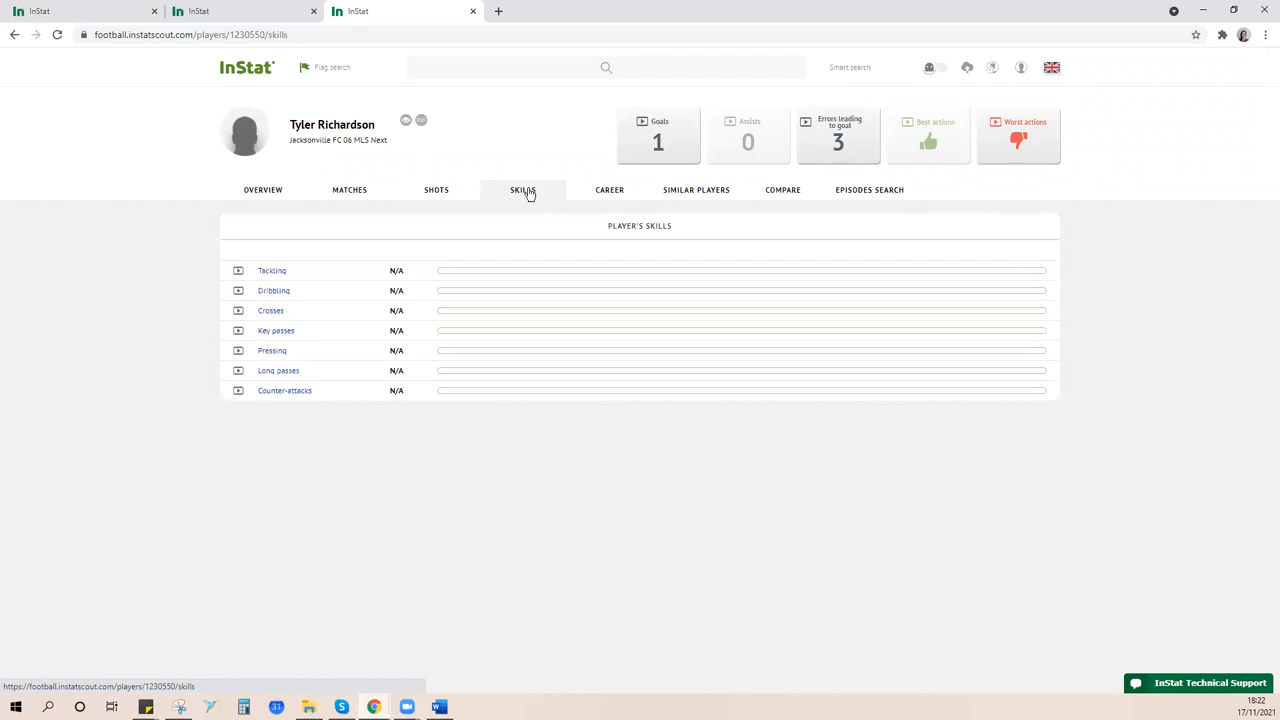 InStat
InStat
InStat
football.instatscout.com/players/1230550/skills
InStat
Flag search
Smart search
Tyler Richardson
Jacksonville FC 06 MLS Next
PDF
Goals
1
Assists
0
Errors leading
to goal
3
Best actions
Worst actions
OVERVIEW
MATCHES
SHOTS
SKILLS
CAREER
SIMILAR PLAYERS
COMPARE
EPISODES SEARCH
PLAYER'S SKILLS
Tackling N/A
Dribbling N/A
Crosses N/A
Key passes N/A
Pressing N/A
Long passes N/A
Counter-attacks N/A
https://football.instatscout.com/players/1230550/skills
InStat Technical Support
31
18:22
17/11/2021